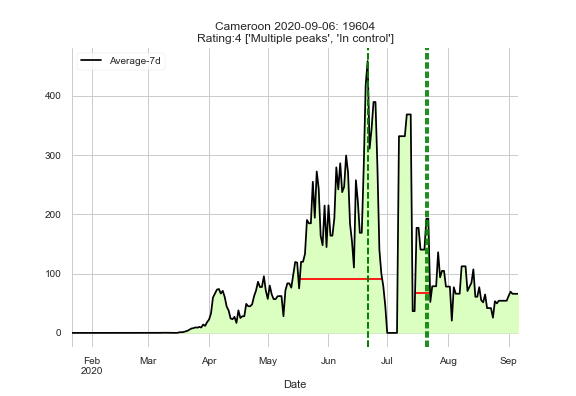 Cameroon 2020-09-06: 19604
Rating:4 ['Multiple peaks', 'In control']
Average-7d
400
300
200
100
0
Feb Mar Apr May Jun Jul Aug Sep
2020
Date